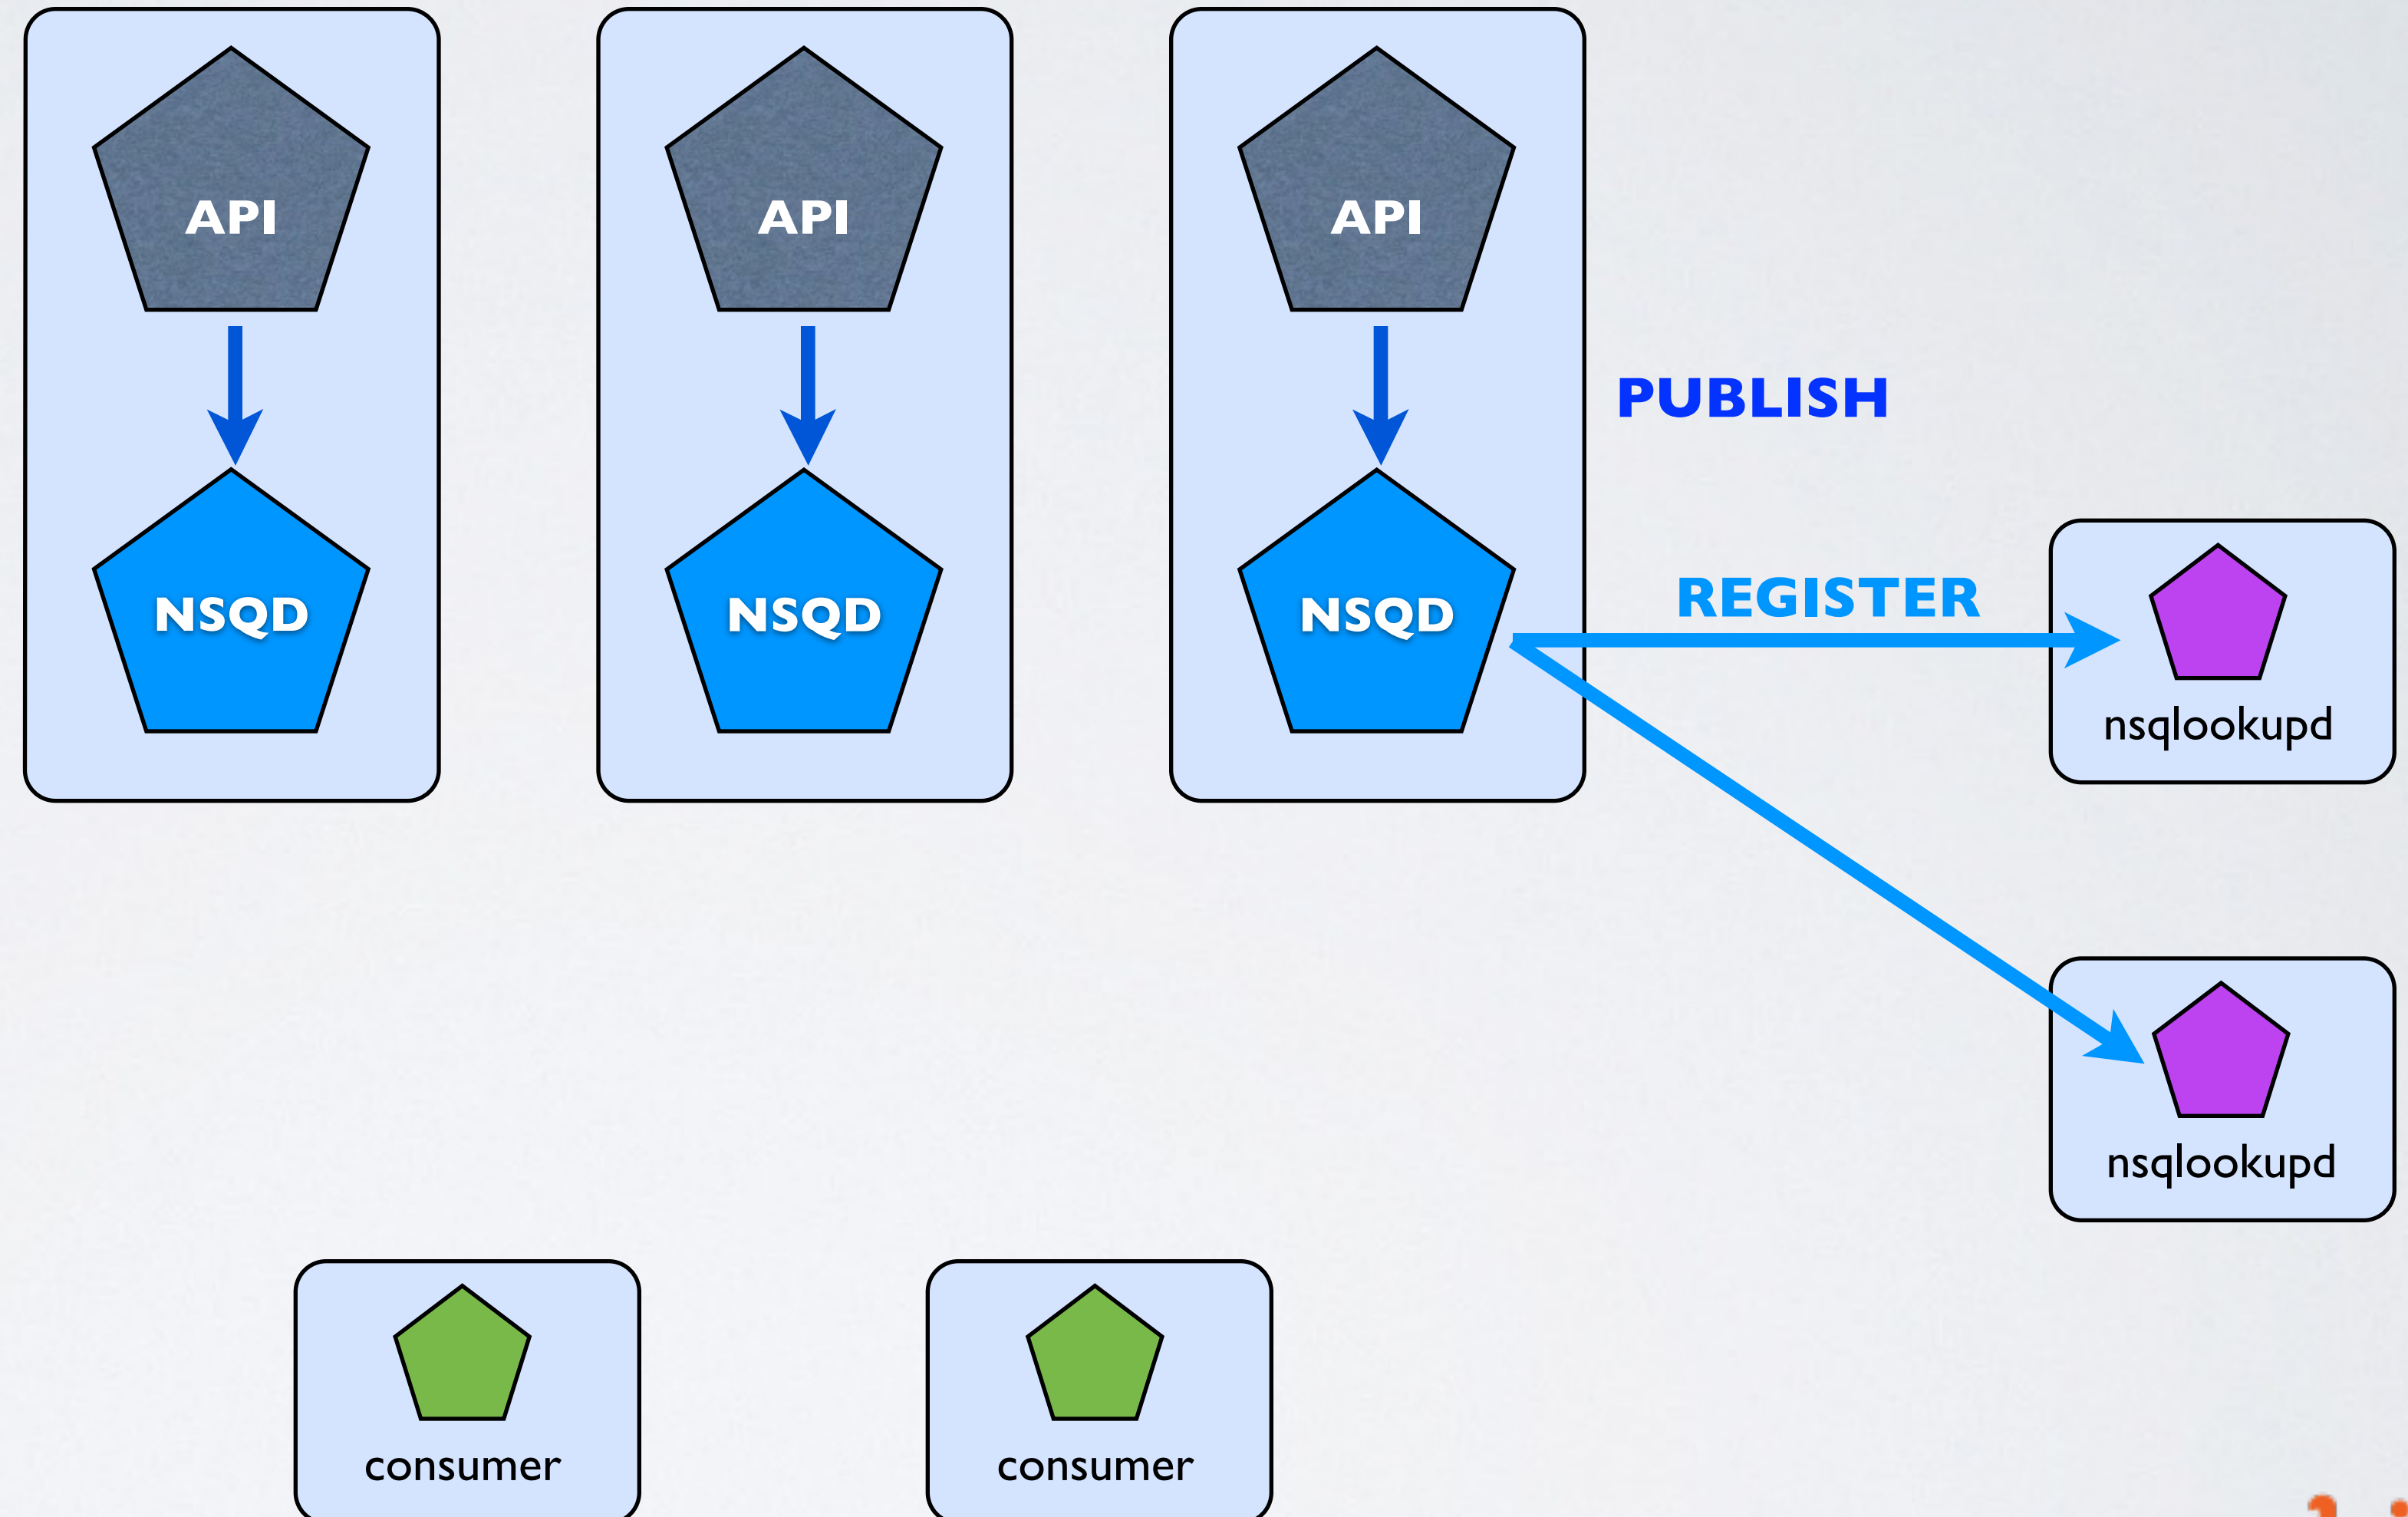 API
API
API
PUBLISH
NSQD
NSQD
NSQD
REGISTER
nsqlookupd
nsqlookupd
consumer
consumer